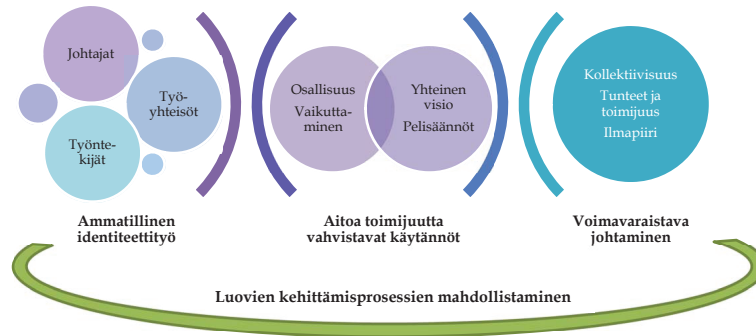 Johtajat
Työ-
yhteisöt
Työnte-
kijät
Osallisuus
Vaikutta-
minen
Yhteinen
visio
Pelisäännöt
Kollektiivisuus
Tunteet ja
toimijuus
Ilmapiiri
Ammatillinen
identiteettityö
Aitoa toimijuutta
vahvistavat käytännöt
Voimavaraistava
johtaminen
Luovien kehittämisprosessien mahdollistaminen